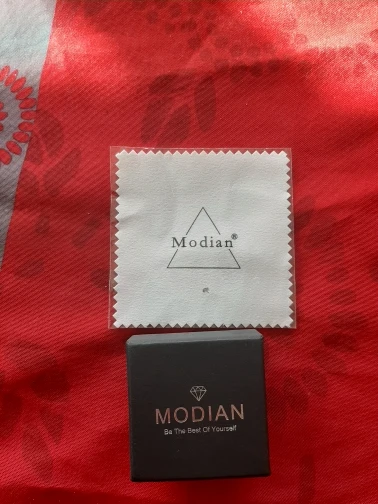 Modian®
MODIAN
Be The Best Of Yourself